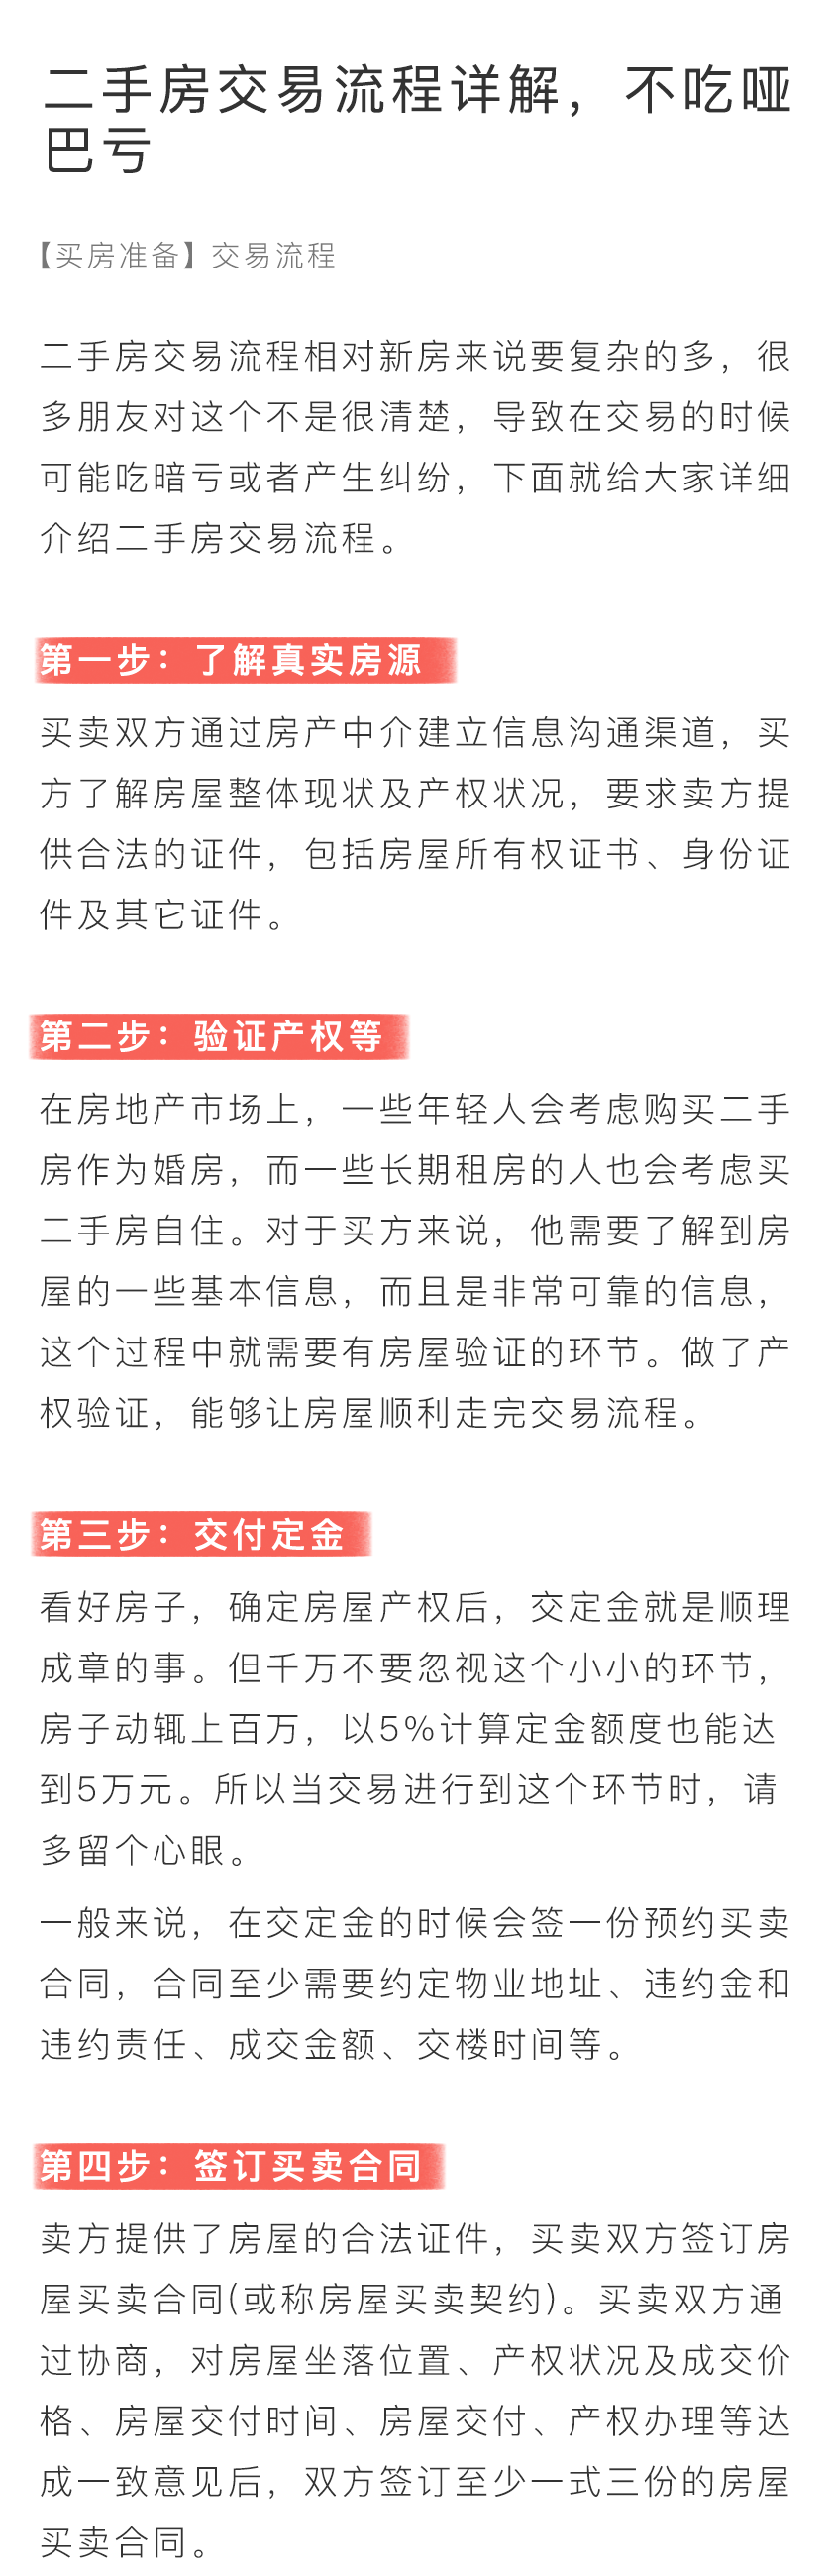 二手房交易流程详解，不吃哑
巴亏
【买房准备】交易流程
二手房交易流程相对新房来说要复杂的多，很
多朋友对这个不是很清楚，导致在交易的时候
可能吃暗亏或者产生纠纷，下面就给大家详细
介绍二手房交易流程。
第一步：了解真实房源
买卖双方通过房产中介建立信息沟通渠道，买
方了解房屋整体现状及产权状况，要求卖方提
供合法的证件，包括房屋所有权证书、身份证
件及其它证件。
第二步：验证产权等
在房地产市场上，一些年轻人会考虑购买二手
房作为婚房，而一些长期租房的人也会考虑买
二手房自住。对于买方来说，他需要了解到房
屋的一些基本信息，而且是非常可靠的信息，
这个过程中就需要有房屋验证的环节。做了产
权验证，能够让房屋顺利走完交易流程。
第三步：交付定金
看好房子，确定房屋产权后，交定金就是顺理
成章的事。但千万不要忽视这个小小的环节，
房子动辄上百万，以5%计算定金额度也能达
到5万元。所以当交易进行到这个环节时，请
多留个心眼。
一般来说，在交定金的时候会签一份预约买卖
合同，合同至少需要约定物业地址、违约金和
违约责任、成交金额、交楼时间等。
第四步：签订买卖合同
卖方提供了房屋的合法证件，买卖双方签订房
屋买卖合同(或称房屋买卖契约)。买卖双方通
过协商，对房屋坐落位置、产权状况及成交价
格、房屋交付时间、房屋交付、产权办理等达
成一致意见后，双方签订至少一式三份的房屋
买卖合同。